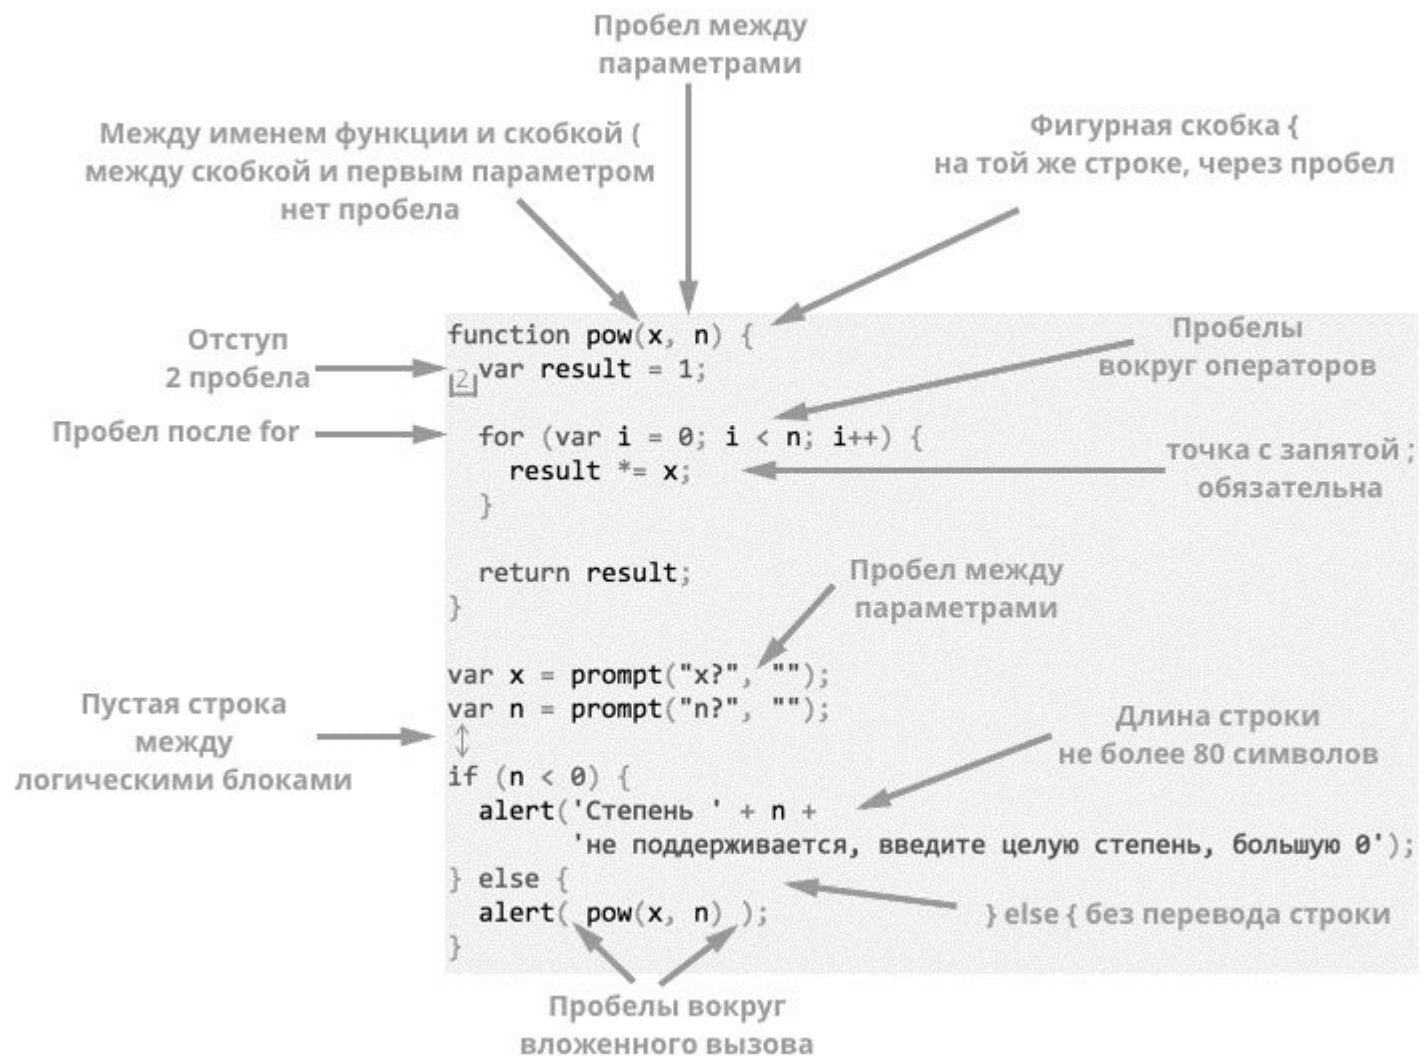 Пробел между
параметрами
Между именем функции и скобкой (
между скобкой и первым параметром
нет пробела
Фигурная скобка {
на той же строке, через пробел
Отступ
2 пробела
Пробел после for
Пустая строка
между
логическими блоками
function pow(x, n) {
2
var result = 1;
for (var i = 0; i < n; i++) {
result *= x;
}
return result;
}
var x = prompt("x?", "");
var n = prompt("n?", "");
if (n < 0) {
alert('Степень ' + n +
'не поддерживается, введите целую степень, большую 0');
} else {
alert( pow(x, n) );
}
Пробелы
вокруг операторов
точка с запятой ;
обязательна
Пробел между
параметрами
Длина строки
не более 80 символов
} else { без перевода строки
Пробелы вокруг
вложенного вызова